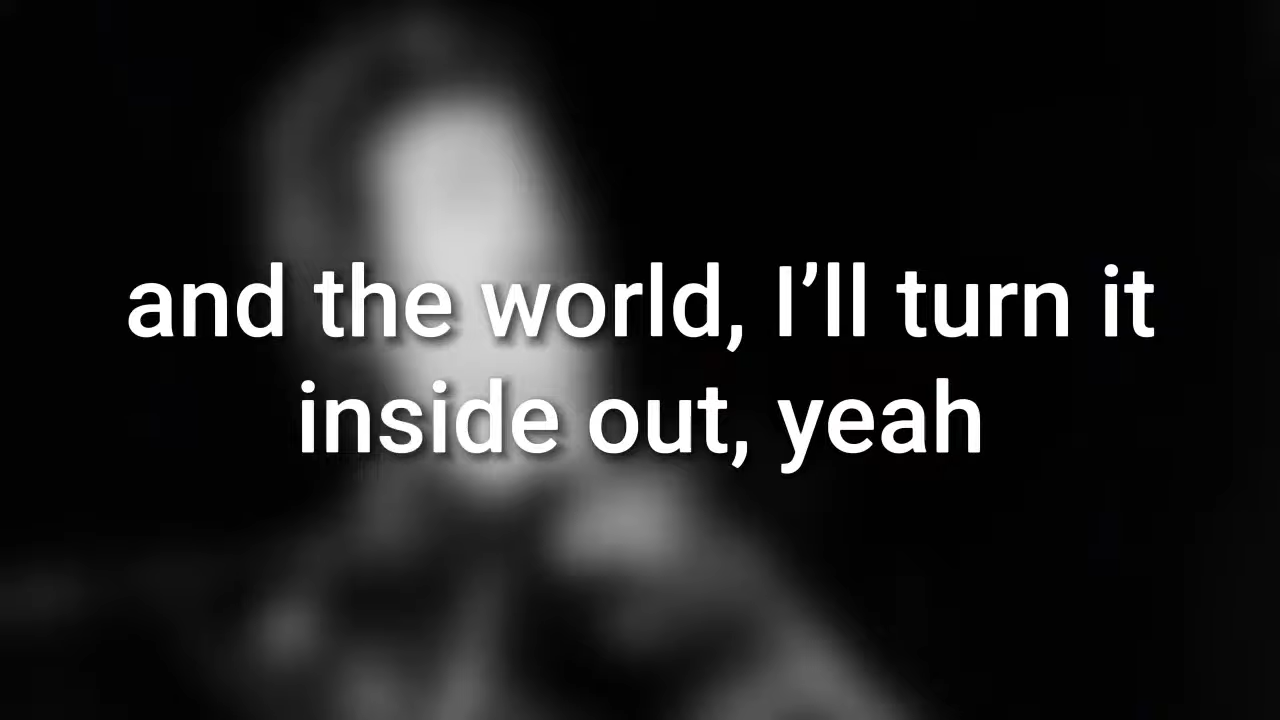 and the world, I’ll turn it
inside out, yeah